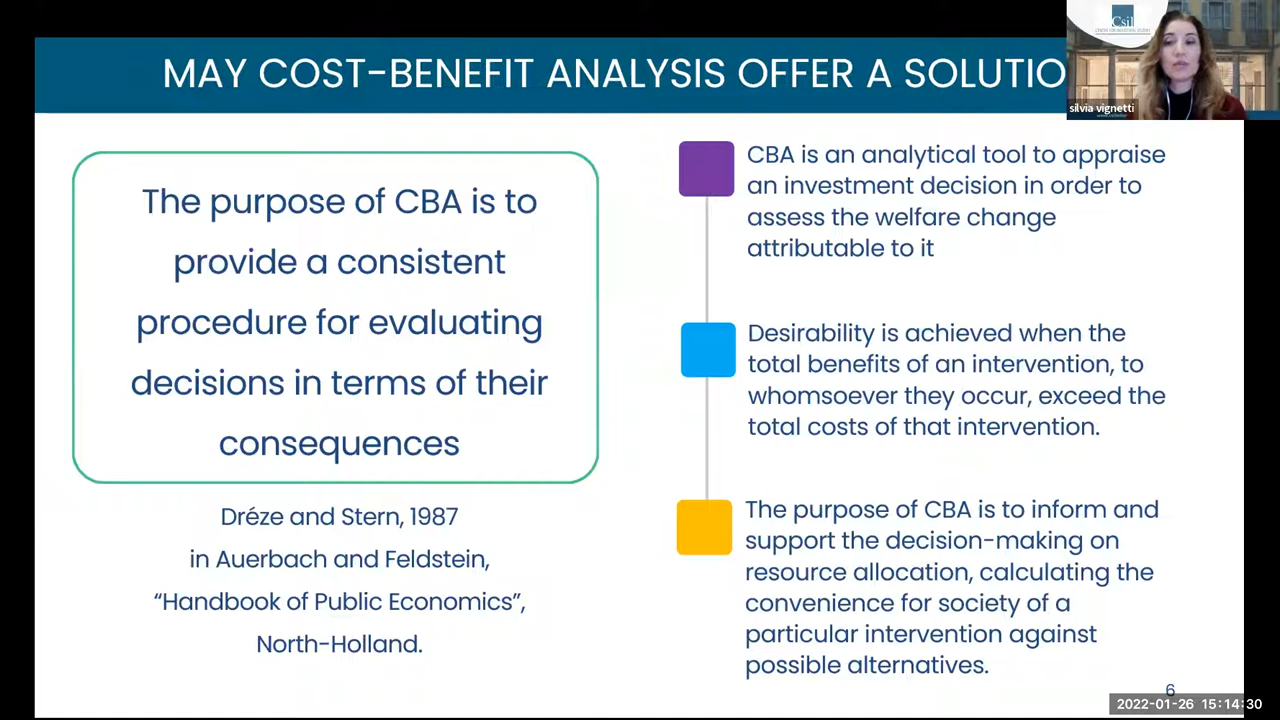 MAY COST-BENEFIT ANALYSIS OFFER A SOLUTIO
Csil
silvia vignetti
The purpose of CBA is to
provide a consistent
procedure for evaluating
decisions in terms of their
consequences
Dréze and Stern, 1987
in Auerbach and Feldstein,
“Handbook of Public Economics”,
North-Holland.
CBA is an analytical tool to appraise
an investment decision in order to
assess the welfare change
attributable to it
Desirability is achieved when the
total benefits of an intervention, to
whomsoever they occur, exceed the
total costs of that intervention.
The purpose of CBA is to inform and
support the decision-making on
resource allocation, calculating the
convenience for society of a
particular intervention against
possible alternatives.
6
2022-01-26 15:14:30